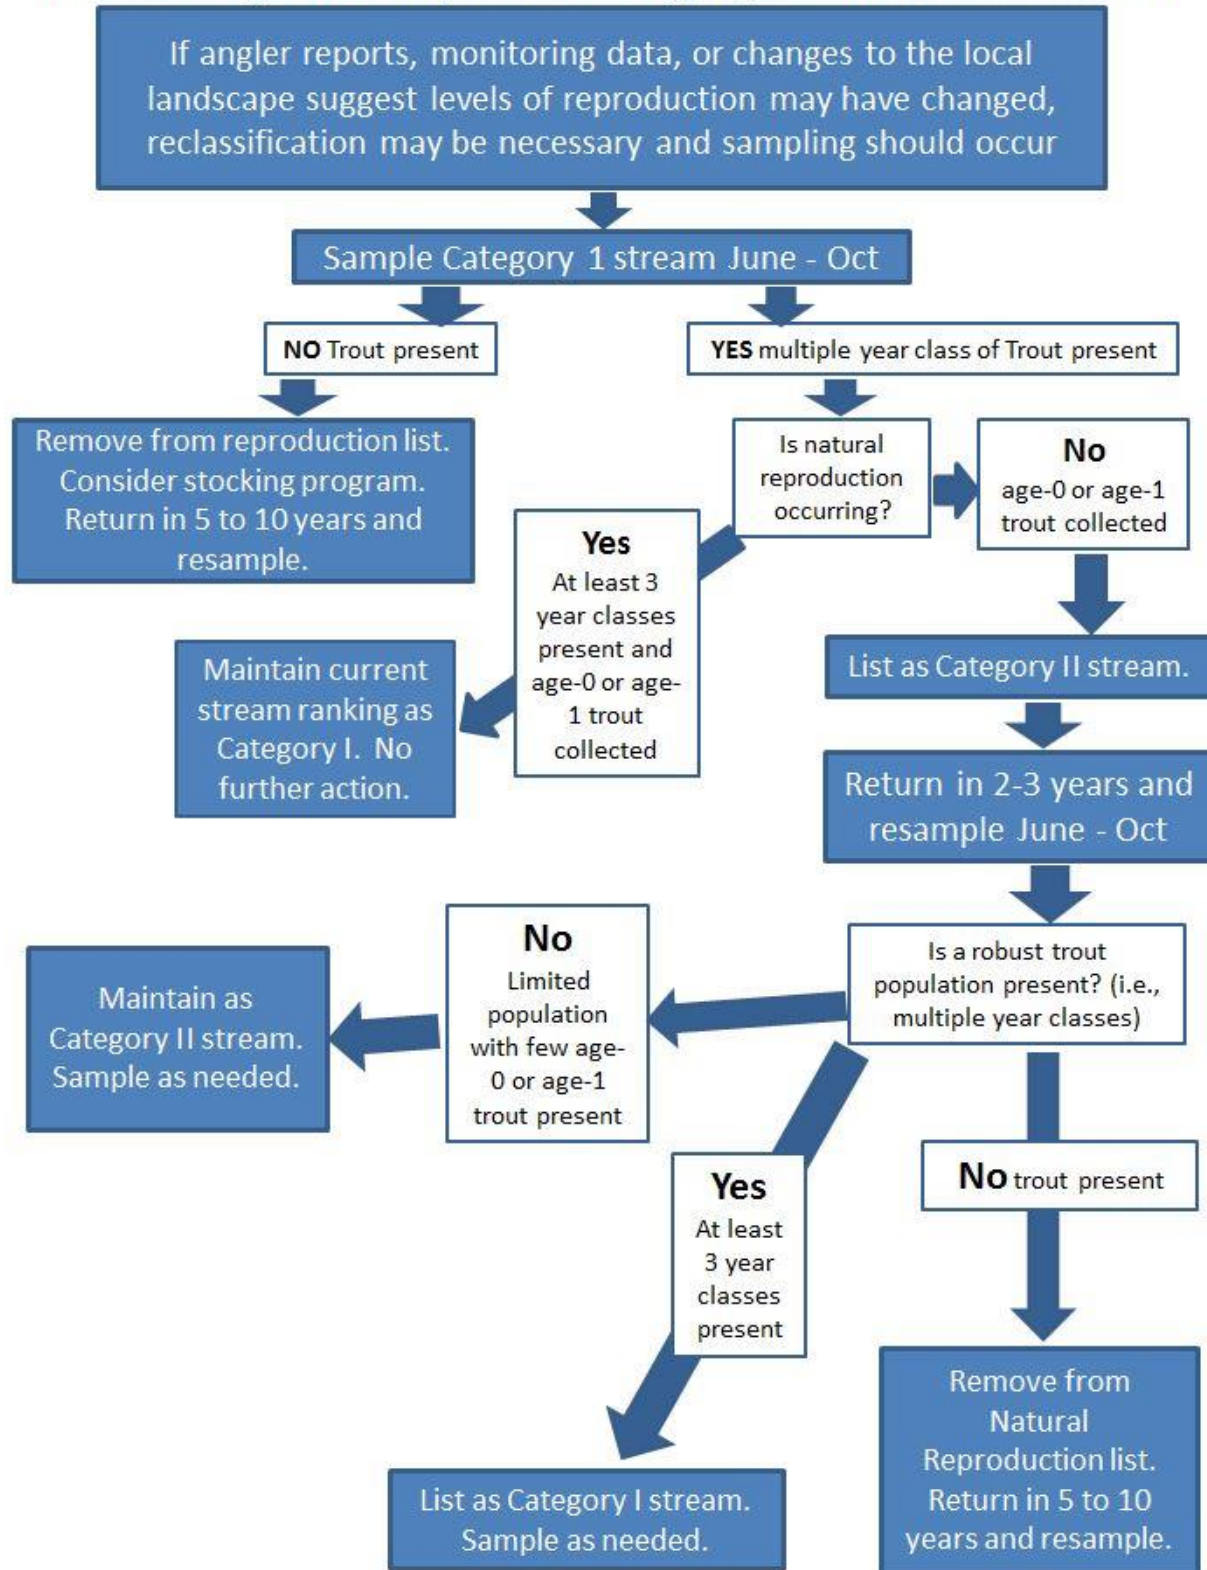 If angler reports, monitoring data, or changes to the local
landscape suggest levels of reproduction may have changed,
reclassification may be necessary and sampling should occur
Sample Category 1 stream June - Oct
NO Trout present
YES multiple year class of Trout present
Remove from reproduction list.
Consider stocking program.
Return in 5 to 10 years and
resample.
Is natural
reproduction
occurring?
No
age-0 or age-1
trout collected
Yes
At least 3
year classes
present and
age-0 or age-
1 trout
collected
Maintain current
stream ranking as
Category I. No
further action.
List as Category II stream.
Return in 2-3 years and
resample June - Oct
Is a robust trout
population present? (i.e.,
multiple year classes)
No
Limited
population
with few age-
0 or age-1
trout present
Maintain as
Category II stream.
Sample as needed.
Yes
At least
3 year
classes
present
No trout present
List as Category I stream.
Sample as needed.
Remove from
Natural
Reproduction list.
Return in 5 to 10
years and resample.